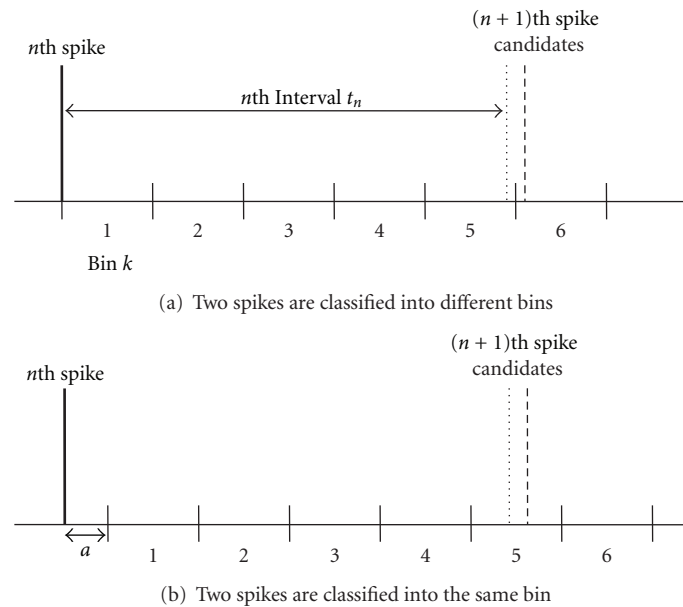 (n + 1)th spike
candidates
nth spike
nth Interval tn
1 2 3 4 5 6
Bin k
(a) Two spikes are classified into different bins
(n + 1)th spike
candidates
nth spike
a 1 2 3 4 5 6
(b) Two spikes are classified into the same bin